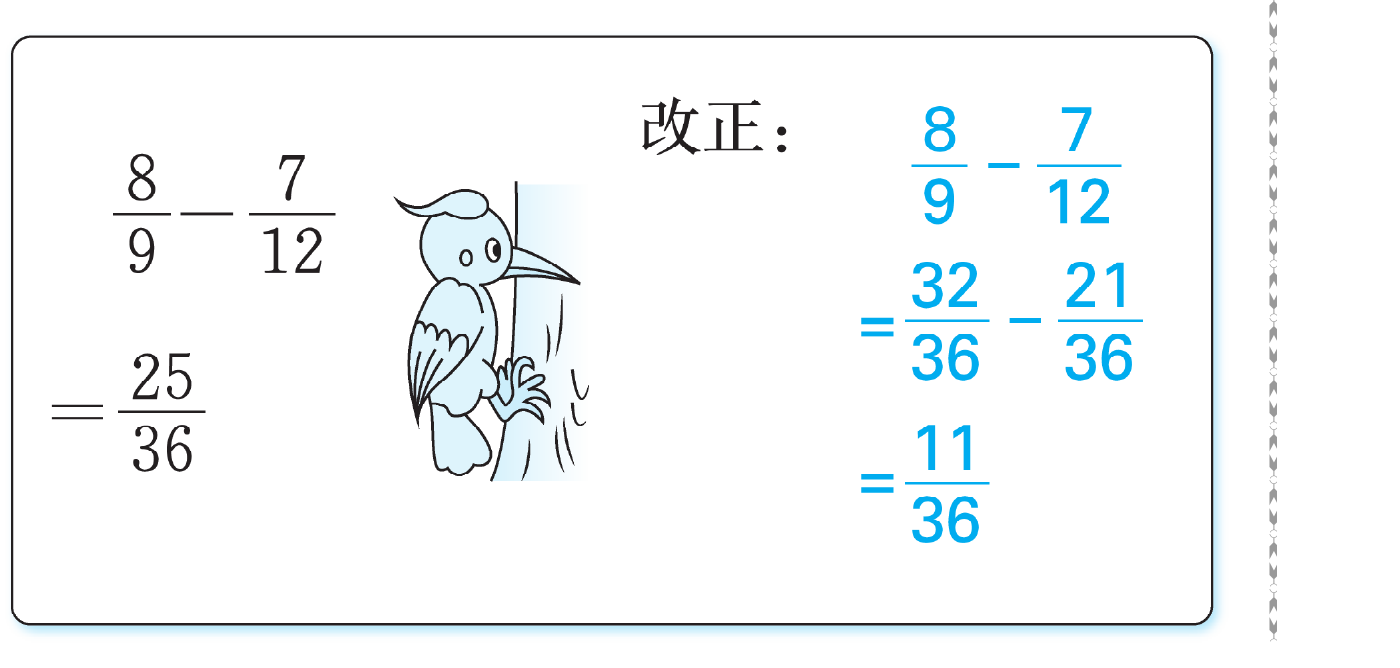 8/9 − 7/12
= 25/36
改正：
8/9 − 7/12
= 32/36 − 21/36
= 11/36